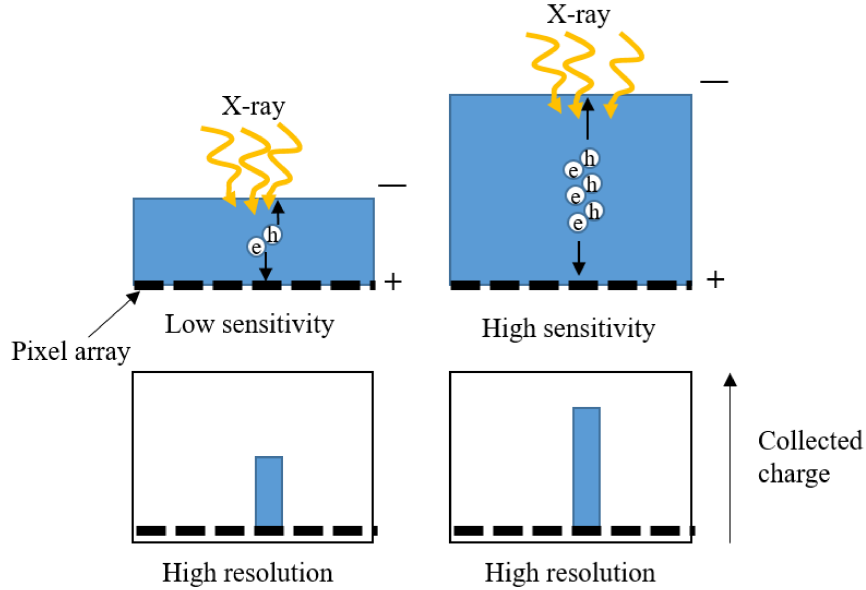 X-ray
X-ray
—
—
e h
e h
e h
e h
+
+
Low sensitivity
High sensitivity
Pixel array
Collected
charge
High resolution
High resolution